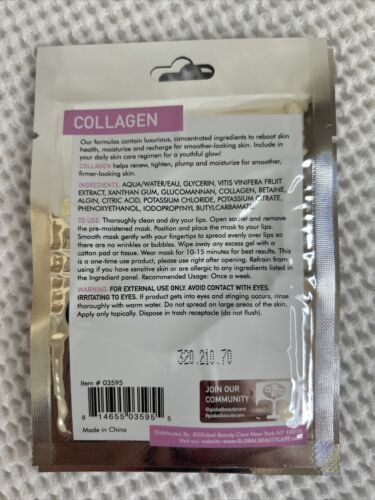 COLLAGEN
Our formulas contain luxurious, concentrated ingredients to reboot skin
health, moisturize and recharge for smoother-looking skin. Include in
your daily skin care regimen for a youthful glow!
COLLAGEN helps renew, tighten, plump and moisturize for smoother,
firmer-looking skin.
INGREDIENTS: AQUA/WATER/EAU, GLYCERIN, VITIS VINIFERA FRUIT
EXTRACT, XANTHAN GUM, GLUCOMANNAN, COLLAGEN, BETAINE,
ALGIN, CITRIC ACID, POTASSIUM CHLORIDE, POTASSIUM CITRATE,
PHENOXYETHANOL, IODOPROPYNYL BUTYLCARBAMATE
TO USE: Thoroughly clean and dry your lips. Open sachet and remove
the pre-moistened mask. Position and place the mask to your lips.
Smooth mask gently with your fingertips to spread evenly over lips so
there are no wrinkles or bubbles. Wipe away any excess gel with a
cotton pad or tissue. Wear mask for 10-15 minutes for best results. This
is a one-time use product, please use right after opening. Refrain from
using if you have sensitive skin or are allergic to any ingredients listed in
the Ingredient panel. Recommended Usage: Once a week.
WARNING: FOR EXTERNAL USE ONLY. AVOID CONTACT WITH EYES.
IRRITATING TO EYES. If product gets into eyes and stinging occurs, rinse
thoroughly with warm water. Do not spread on large areas of the skin.
Apply only topically. Dispose in trash receptacle (do not flush).
320.210.70
Item # 03595
8 14655 03595 5
Made in China
JOIN OUR
COMMUNITY
@globalbeautycare
#globalbeautycare
Distributed By: ©Global Beauty Care New York NY 10018
Visit our website: www.GLOBALBEAUTYCARE.com